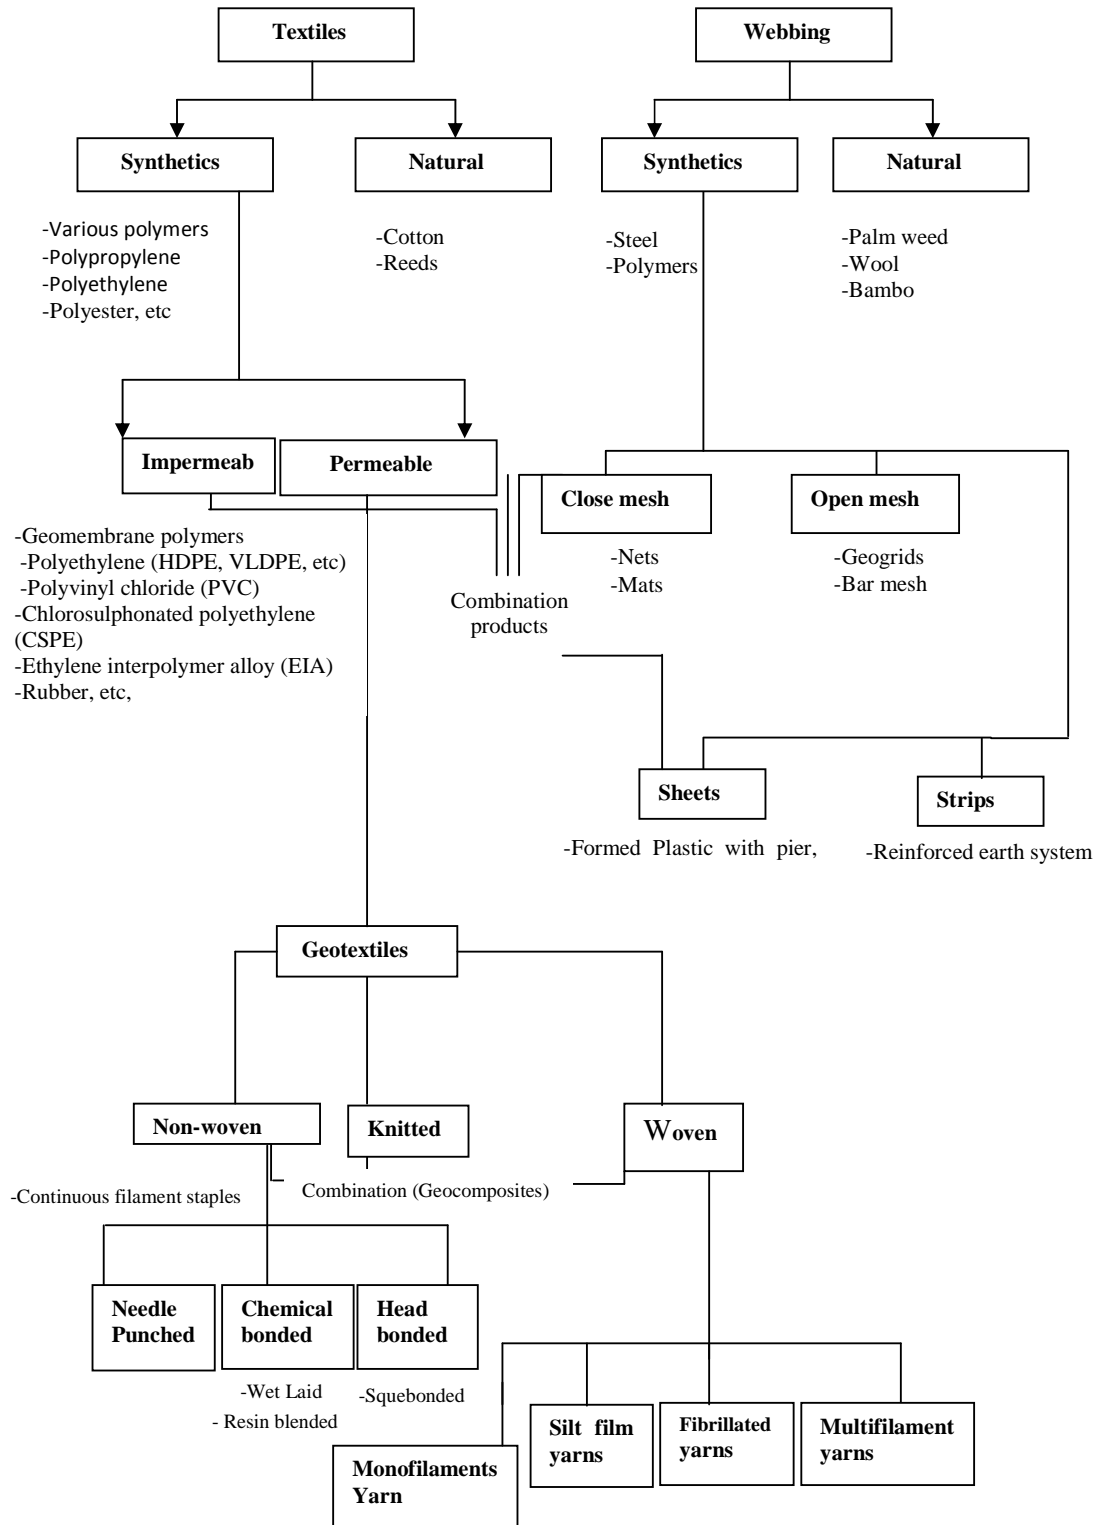 Textiles
Webbing
Synthetics
Natural
Synthetics
Natural
-Various polymers
-Polypropylene
-Polyethylene
-Polyester, etc
-Cotton
-Reeds
-Steel
-Polymers
-Palm weed
-Wool
-Bambo
Impermeab
Permeable
Close mesh
Open mesh
-Geomembrane polymers
-Polyethylene (HDPE, VLDPE, etc)
-Polyvinyl chloride (PVC)
-Chlorosulphonated polyethylene
(CSPE)
-Ethylene interpolymer alloy (EIA)
-Rubber, etc,
Combination
products
-Nets
-Mats
-Geogrids
-Bar mesh
Sheets
Strips
-Formed Plastic with pier,
-Reinforced earth system
Geotextiles
Non-woven
Knitted
Woven
-Continuous filament staples
Combination (Geocomposites)
Needle
Punched
Chemical
bonded
Head
bonded
-Wet Laid
- Resin blended
-Squebonded
Monofilaments
Yarn
Silt film
yarns
Fibrillated
yarns
Multifilament
yarns